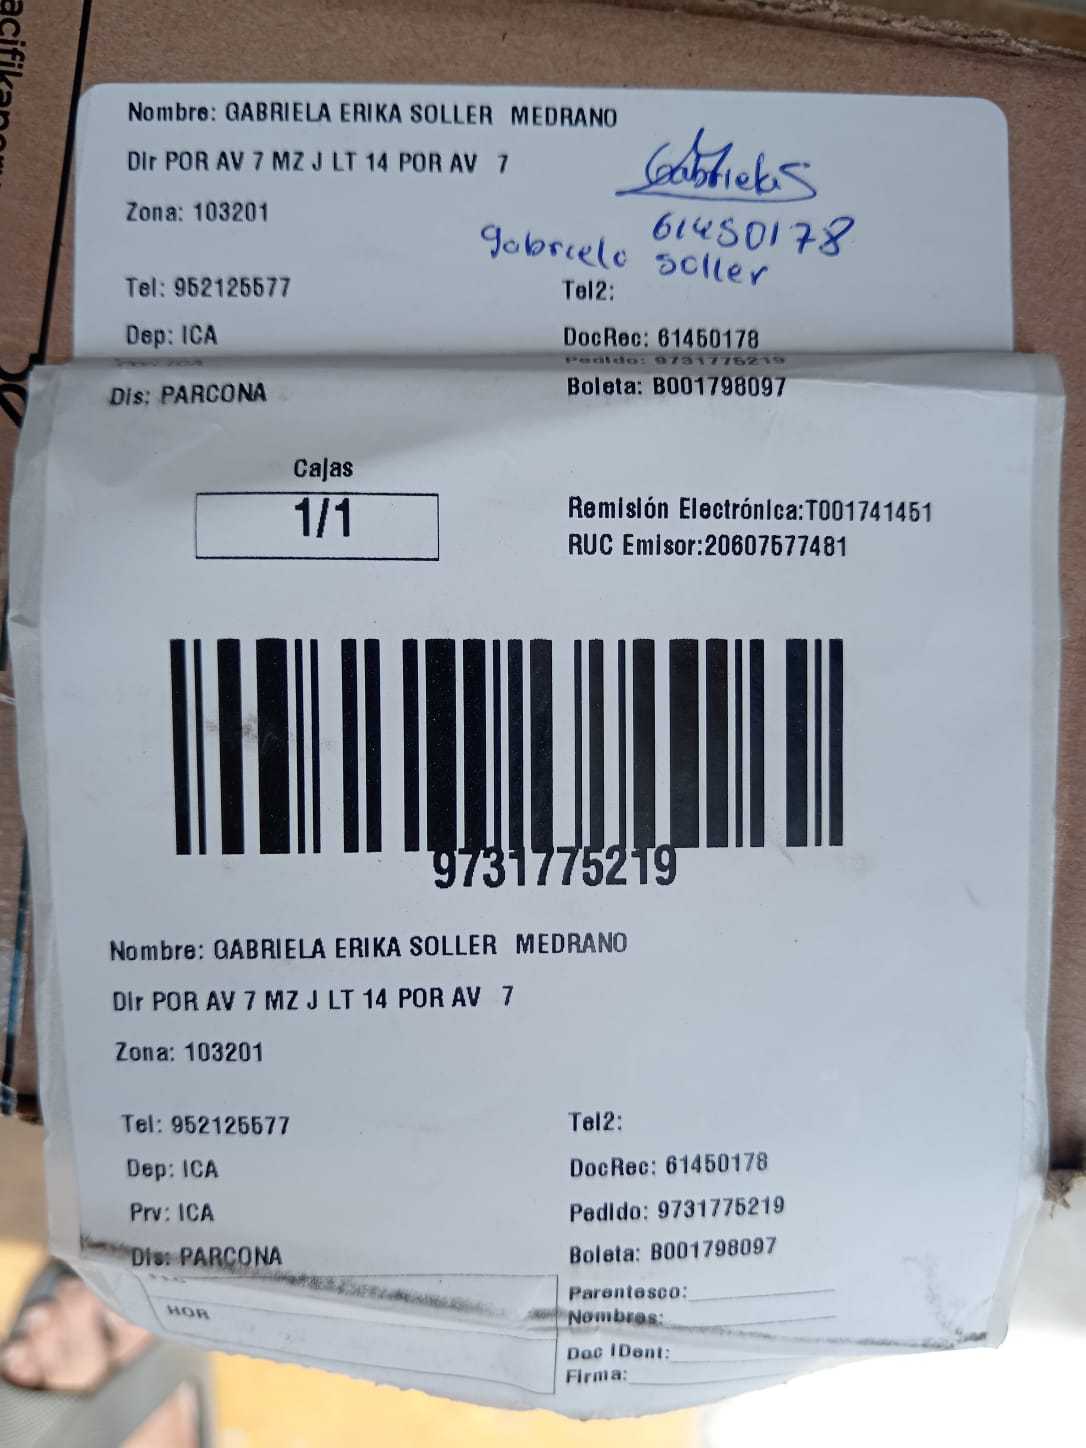 Nombre: GABRIELA ERIKA SOLLER MEDRANO
Dir POR AV 7 MZ J LT 14 POR AV 7
GabrielaS
Zona: 103201
61450178
gabriela soller
Tel: 952125577 Tel2:
Dep: ICA DocRec: 61450178
Pedido: 9731775219
Dis: PARCONA Boleta: B001798097
Cajas
1/1
Remisión Electrónica:T001741451
RUC Emisor:20607577481
9731775219
Nombre: GABRIELA ERIKA SOLLER MEDRANO
Dir POR AV 7 MZ J LT 14 POR AV 7
Zona: 103201
Tel: 952125577 Tel2:
Dep: ICA DocRec: 61450178
Prv: ICA Pedido: 9731775219
Dis: PARCONA Boleta: B001798097
Parentesco:
HOR Nombres:
Doc IDent:
Firma: